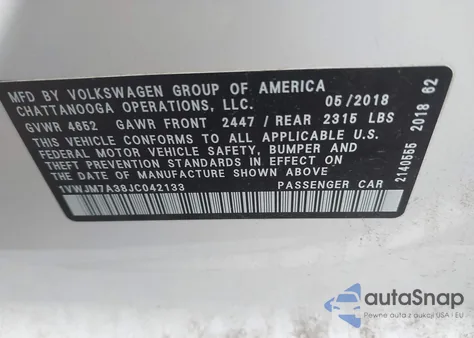 MFD BY VOLKSWAGEN GROUP OF AMERICA
CHATTANOOGA OPERATIONS, LLC. 05/2018
GVWR 4652 GAWR FRONT 2447 / REAR 2315 LBS
THIS VEHICLE CONFORMS TO ALL APPLICABLE U.S.
FEDERAL MOTOR VEHICLE SAFETY, BUMPER AND
THEFT PREVENTION STANDARDS IN EFFECT ON
THE DATE OF MANUFACTURE SHOWN ABOVE
1VWJM7A38JC042133 PASSENGER CAR
2140556 2018 62
autoSnap
Pewne auta z aukcji USA i EU